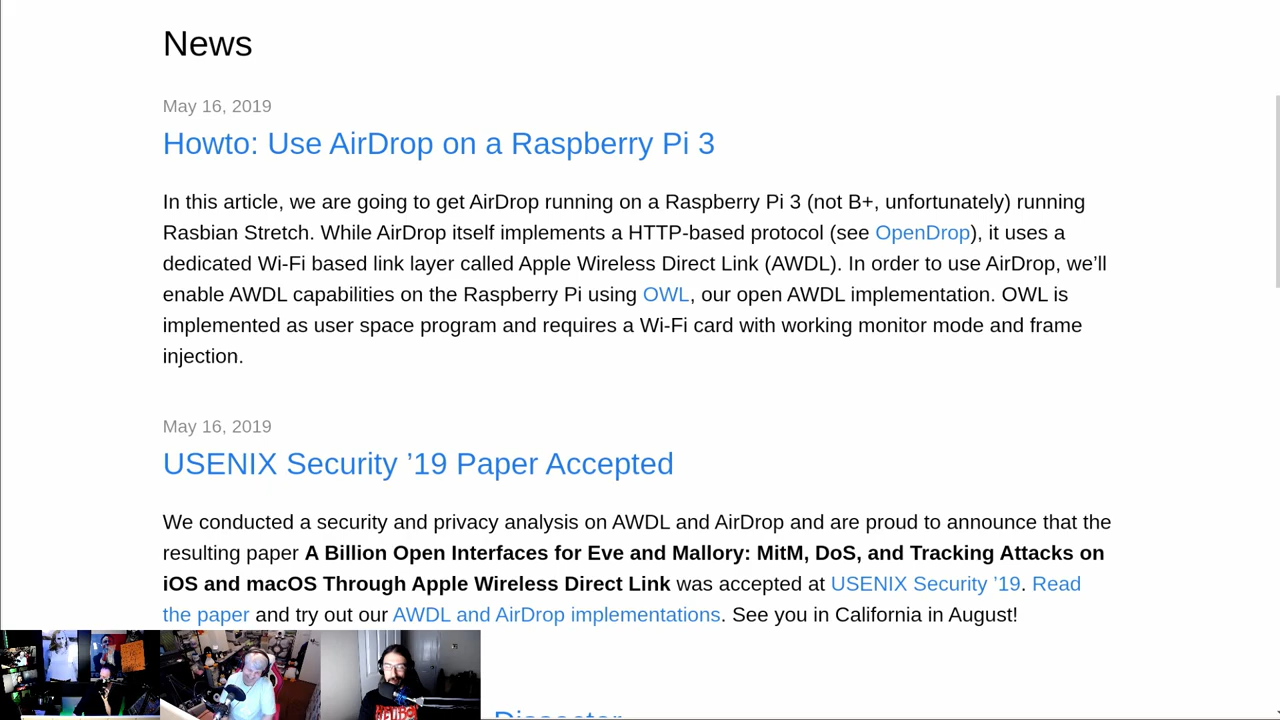 News
May 16, 2019
Howto: Use AirDrop on a Raspberry Pi 3
In this article, we are going to get AirDrop running on a Raspberry Pi 3 (not B+, unfortunately) running
Rasbian Stretch. While AirDrop itself implements a HTTP-based protocol (see OpenDrop), it uses a
dedicated Wi-Fi based link layer called Apple Wireless Direct Link (AWDL). In order to use AirDrop, we’ll
enable AWDL capabilities on the Raspberry Pi using OWL, our open AWDL implementation. OWL is
implemented as user space program and requires a Wi-Fi card with working monitor mode and frame
injection.
May 16, 2019
USENIX Security ’19 Paper Accepted
We conducted a security and privacy analysis on AWDL and AirDrop and are proud to announce that the
resulting paper A Billion Open Interfaces for Eve and Mallory: MitM, DoS, and Tracking Attacks on
iOS and macOS Through Apple Wireless Direct Link was accepted at USENIX Security ’19. Read
the paper and try out our AWDL and AirDrop implementations. See you in California in August!